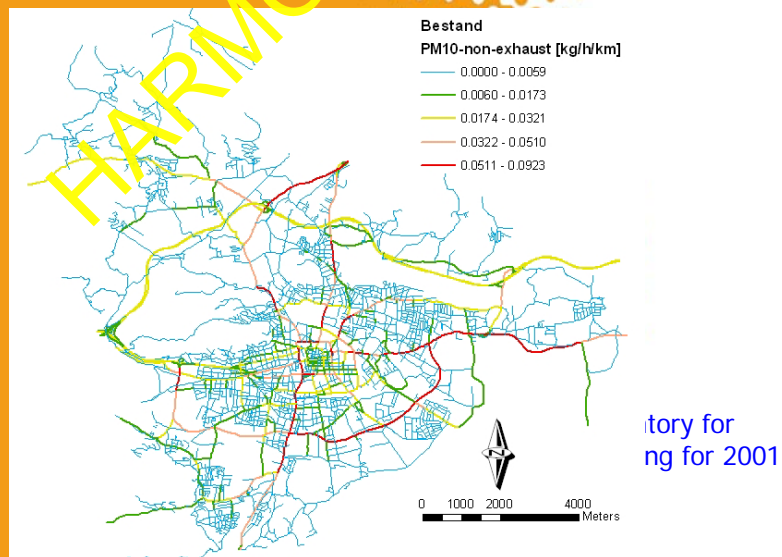 HARMO
Bestand
PM10-non-exhaust [kg/h/km]
0.0000 - 0.0059
0.0060 - 0.0173
0.0174 - 0.0321
0.0322 - 0.0510
0.0511 - 0.0923
tory for
ng for 2001
N
0 1000 2000 4000
Meters